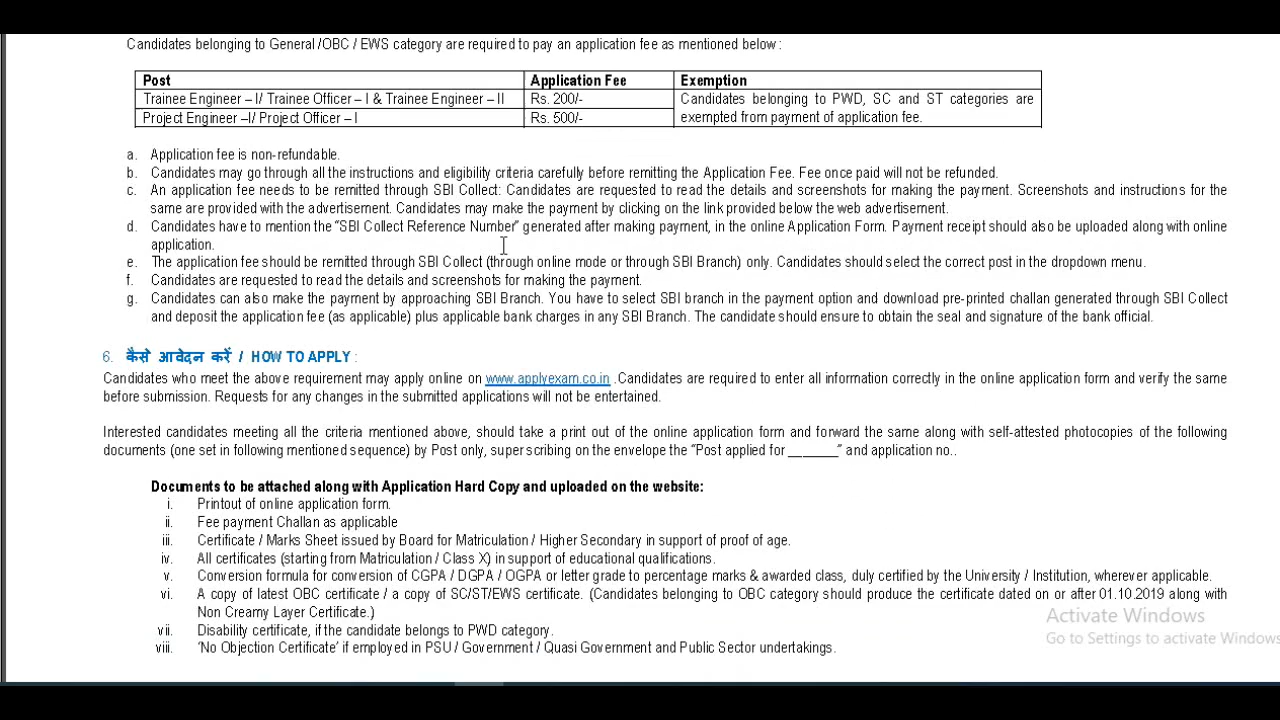 Candidates belonging to General /OBC / EWS category are required to pay an application fee as mentioned below :
Post Application Fee Exemption
Trainee Engineer – I/ Trainee Officer – I & Trainee Engineer – II Rs. 200/- Candidates belonging to PWD, SC and ST categories are
Project Engineer –I/ Project Officer – I Rs. 500/- exempted from payment of application fee.
a. Application fee is non-refundable.
b. Candidates may go through all the instructions and eligibility criteria carefully before remitting the Application Fee. Fee once paid will not be refunded.
c. An application fee needs to be remitted through SBI Collect: Candidates are requested to read the details and screenshots for making the payment. Screenshots and instructions for the
same are provided with the advertisement. Candidates may make the payment by clicking on the link provided below the web advertisement.
d. Candidates have to mention the “SBI Collect Reference Number” generated after making payment, in the online Application Form. Payment receipt should also be uploaded along with online
application.
e. The application fee should be remitted through SBI Collect (through online mode or through SBI Branch) only. Candidates should select the correct post in the dropdown menu.
f. Candidates are requested to read the details and screenshots for making the payment.
g. Candidates can also make the payment by approaching SBI Branch. You have to select SBI branch in the payment option and download pre-printed challan generated through SBI Collect
and deposit the application fee (as applicable) plus applicable bank charges in any SBI Branch. The candidate should ensure to obtain the seal and signature of the bank official.
6. कैसे आवेदन करें / HOW TO APPLY :
Candidates who meet the above requirement may apply online on www.applyexam.co.in .Candidates are required to enter all information correctly in the online application form and verify the same
before submission. Requests for any changes in the submitted applications will not be entertained.
Interested candidates meeting all the criteria mentioned above, should take a print out of the online application form and forward the same along with self-attested photocopies of the following
documents (one set in following mentioned sequence) by Post only, super scribing on the envelope the “Post applied for _______” and application no..
Documents to be attached along with Application Hard Copy and uploaded on the website:
i. Printout of online application form.
ii. Fee payment Challan as applicable
iii. Certificate / Marks Sheet issued by Board for Matriculation / Higher Secondary in support of proof of age.
iv. All certificates (starting from Matriculation / Class X) in support of educational qualifications.
v. Conversion formula for conversion of CGPA / DGPA / OGPA or letter grade to percentage marks & awarded class, duly certified by the University / Institution, wherever applicable.
vi. A copy of latest OBC certificate / a copy of SC/ST/EWS certificate. (Candidates belonging to OBC category should produce the certificate dated on or after 01.10.2019 along with
Non Creamy Layer Certificate.)
vii. Disability certificate, if the candidate belongs to PWD category.
viii. ‘No Objection Certificate’ if employed in PSU / Government / Quasi Government and Public Sector undertakings.
Activate Windows
Go to Settings to activate Windows